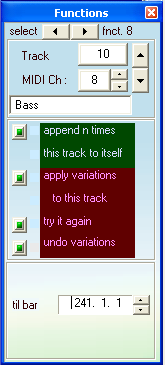 Functions
select fnct. 8
Track 10
MIDI Ch : 8
Bass
append n times
this track to itself
apply variations
to this track
try it again
undo variations
til bar 241. 1. 1